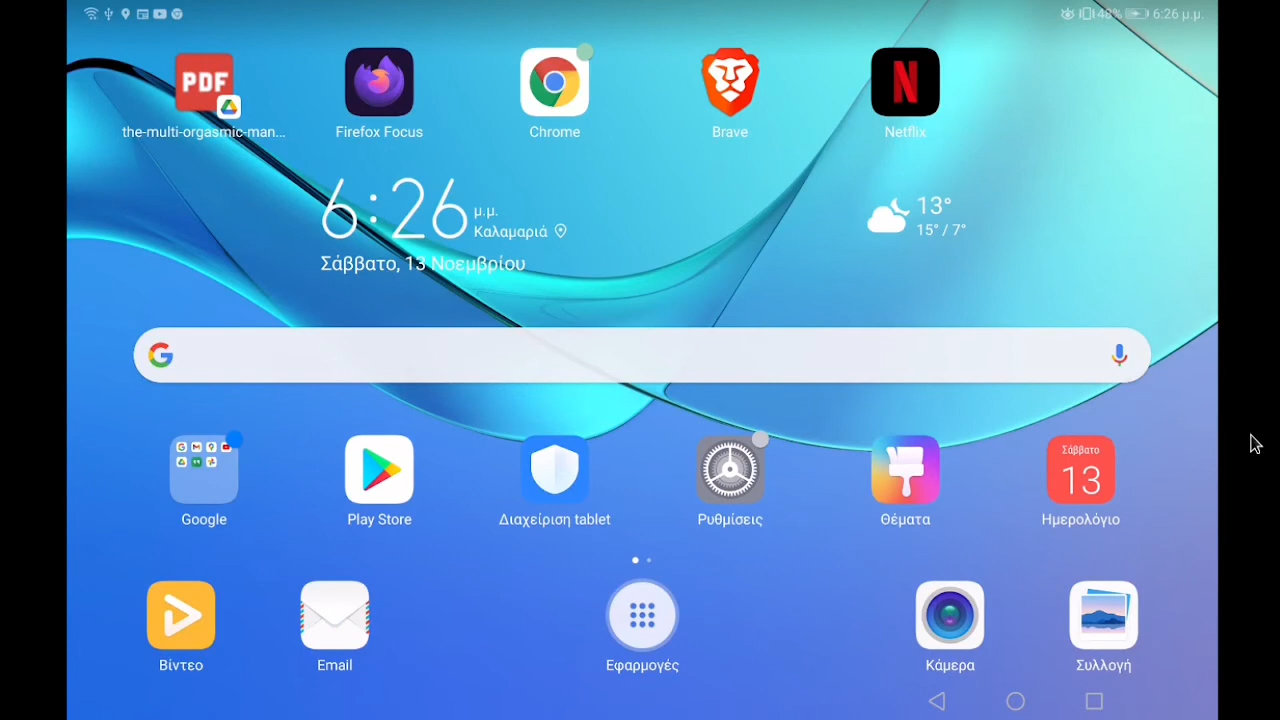 48% 6:26 μ.μ.
PDF
the-multi-orgasmic-man...
Firefox Focus
Chrome
Brave
N
Netflix
6:26 μ.μ.
Καλαμαριά
Σάββατο, 13 Νοεμβρίου
13°
15° / 7°
Google
Play Store
Διαχείριση tablet
Ρυθμίσεις
Θέματα
Σάββατο
13
Ημερολόγιο
Βίντεο
Email
Εφαρμογές
Κάμερα
Συλλογή